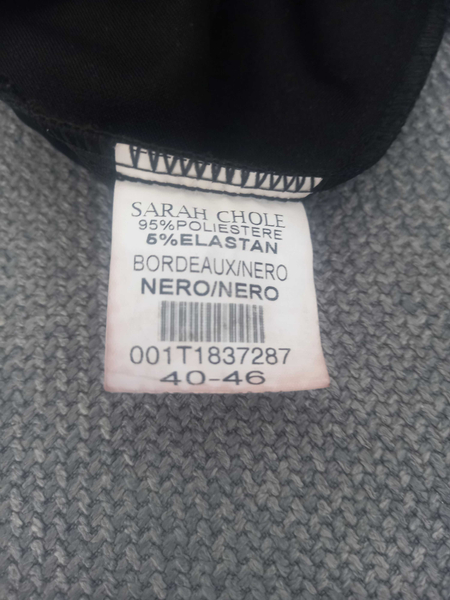 SARAH CHOLE
95%POLIESTERE
5%ELASTAN
BORDEAUX/NERO
NERO/NERO
001T1837287
40-46